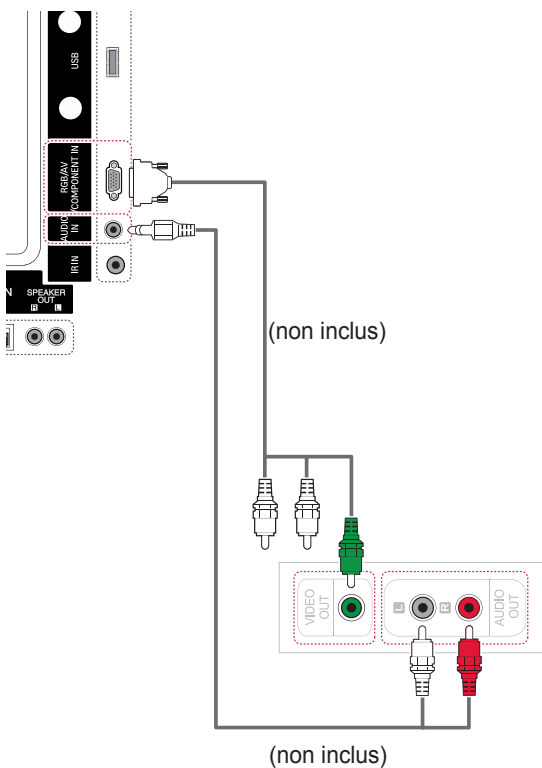 USB
RGB/AV
/COMPONENT IN
AUDIO
IN
IR IN
N
SPEAKER
OUT
R L
(non inclus)
VIDEO
OUT
L
R
AUDIO
OUT
(non inclus)